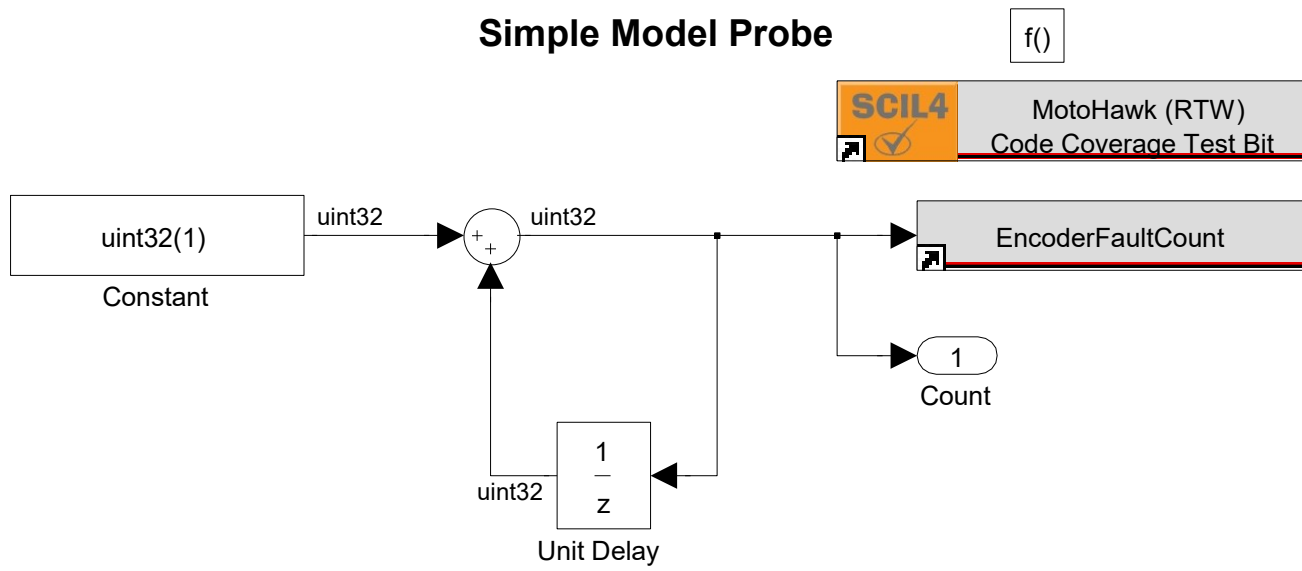 Simple Model Probe
f()
SCIL4
MotoHawk (RTW)
Code Coverage Test Bit
uint32(1)
uint32
+
+
uint32
EncoderFaultCount
Constant
1
Count
1
z
uint32
Unit Delay